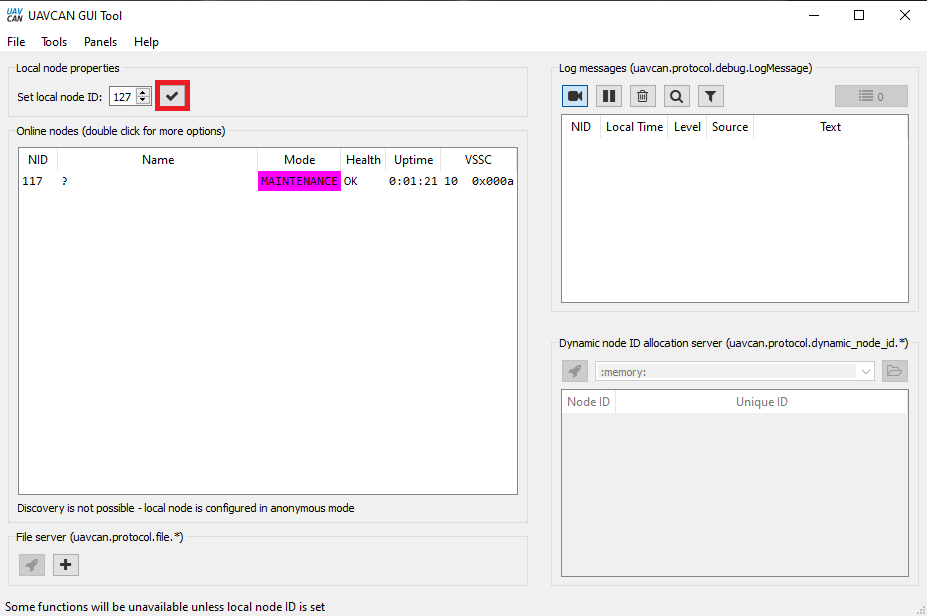 UAV
CAN
UAVCAN GUI Tool
File Tools Panels Help
Local node properties
Set local node ID: 127
Online nodes (double click for more options)
NID Name Mode Health Uptime VSSC
117 ? MAINTENANCE OK 0:01:21 10 0x000a
Discovery is not possible - local node is configured in anonymous mode
File server (uavcan.protocol.file.*)
Log messages (uavcan.protocol.debug.LogMessage)
0
NID Local Time Level Source Text
Dynamic node ID allocation server (uavcan.protocol.dynamic_node_id.*)
:memory:
Node ID Unique ID
Some functions will be unavailable unless local node ID is set